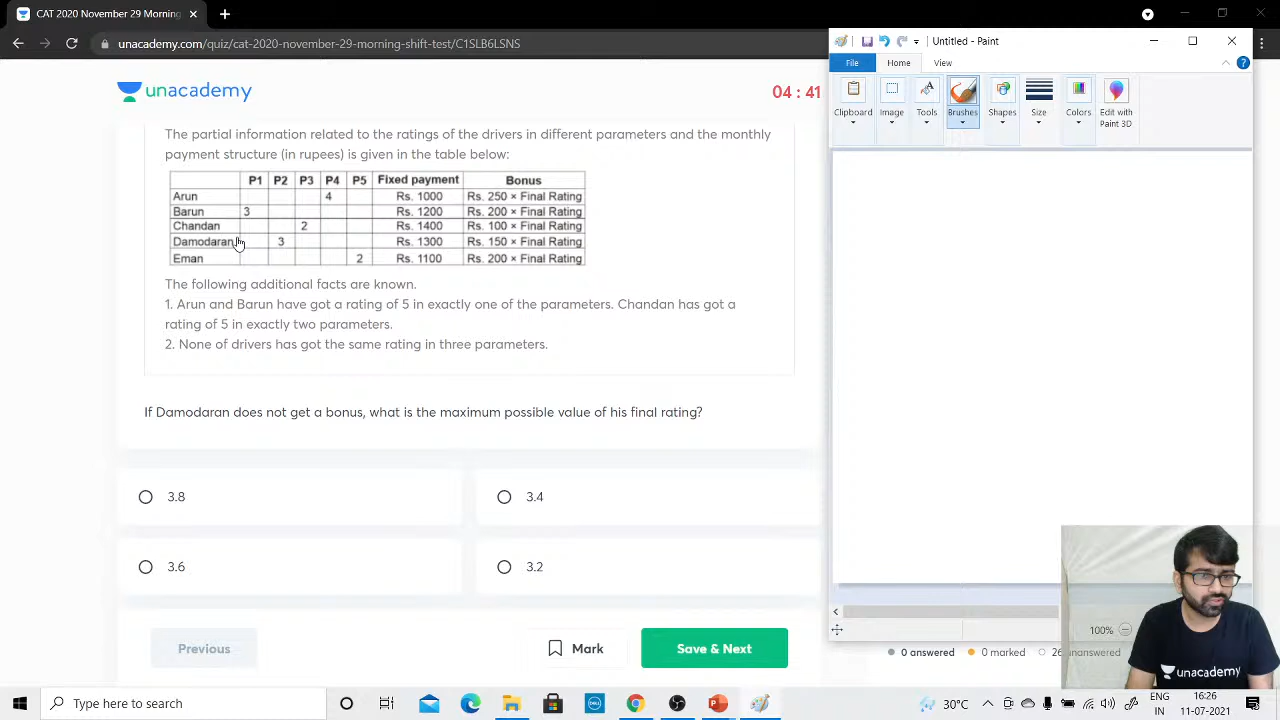 CAT 2020 November 29 Morning
unacademy.com/quiz/cat-2020-november-29-morning-shift-test/C1SLB6LSNS
Untitled - Paint
File Home View
Clipboard Image Tools Brushes Shapes Size Colors Edit with Paint 3D
unacademy
04 : 41
The partial information related to the ratings of the drivers in different parameters and the monthly
payment structure (in rupees) is given in the table below:
P1 P2 P3 P4 P5 Fixed payment Bonus
Arun 4 Rs. 1000 Rs. 250 × Final Rating
Barun 3 Rs. 1200 Rs. 200 × Final Rating
Chandan 2 Rs. 1400 Rs. 100 × Final Rating
Damodaran 3 Rs. 1300 Rs. 150 × Final Rating
Eman 2 Rs. 1100 Rs. 200 × Final Rating
The following additional facts are known.
1. Arun and Barun have got a rating of 5 in exactly one of the parameters. Chandan has got a
rating of 5 in exactly two parameters.
2. None of drivers has got the same rating in three parameters.
If Damodaran does not get a bonus, what is the maximum possible value of his final rating?
3.8
3.4
3.6
3.2
100%
Previous
Mark
Save & Next
0 answered 0 marked
unacademy
Type here to search
30°C
ENG
IN
16:26
11-07-2021